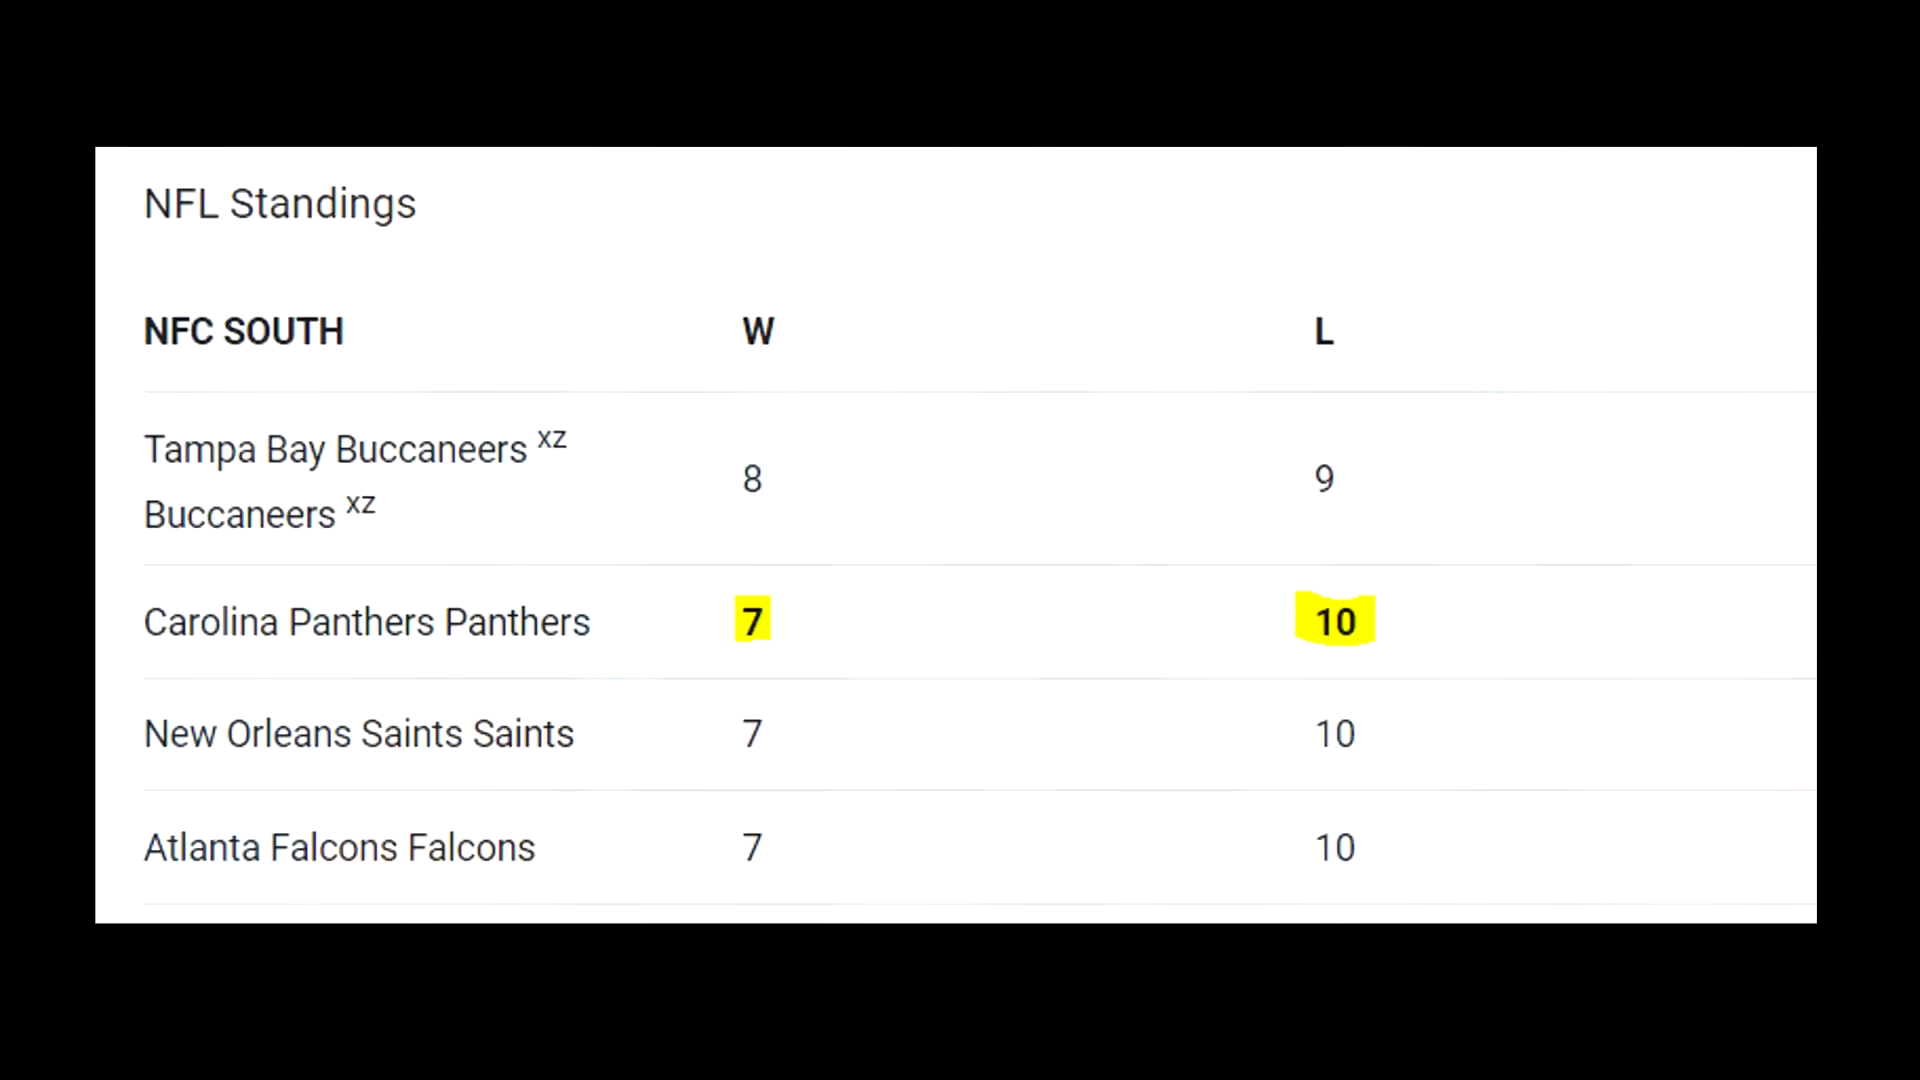 NFL Standings
NFC SOUTH W L
Tampa Bay Buccaneers xz
Buccaneers xz
8 9
Carolina Panthers Panthers 7 10
New Orleans Saints Saints 7 10
Atlanta Falcons Falcons 7 10